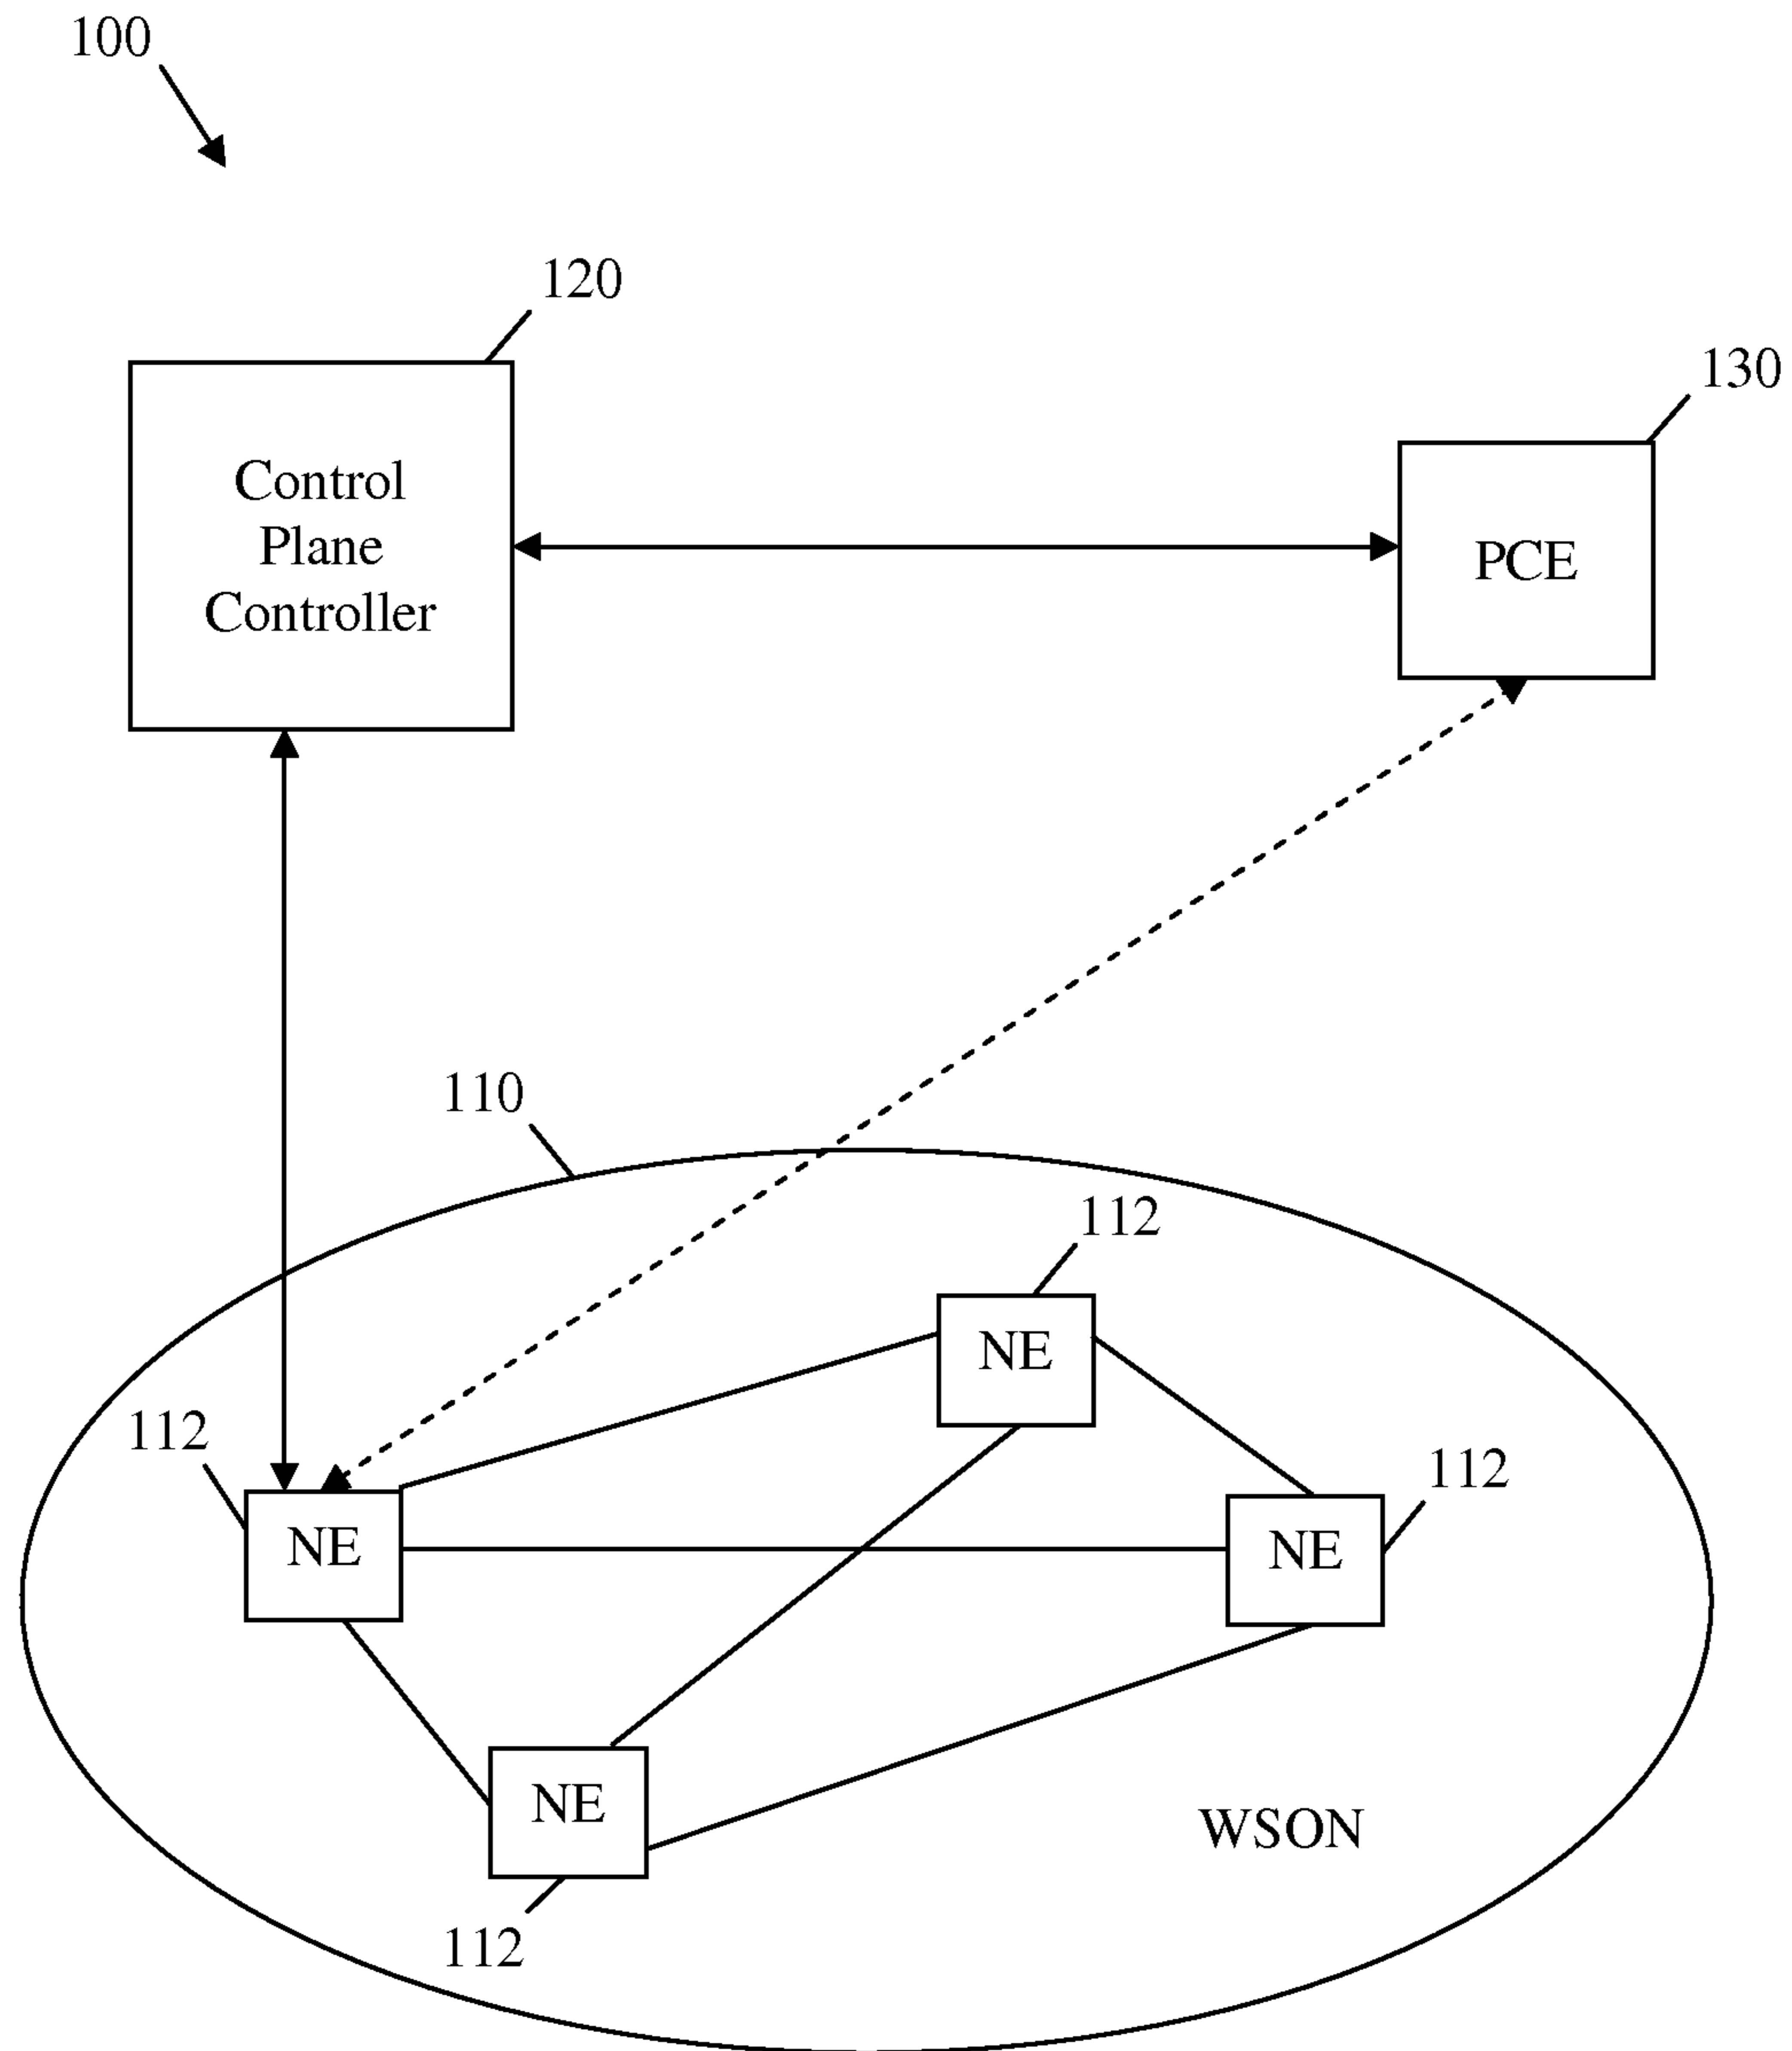 100
120
130
Control
Plane
Controller
PCE
110
112
NE
112
112
NE
NE
NE
WSON
112